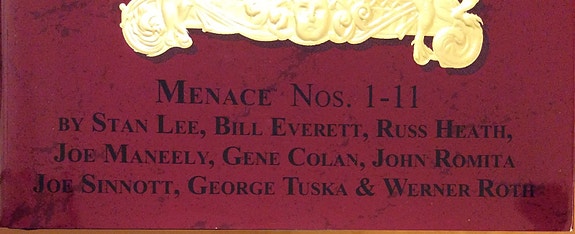 MENACE NOS. 1-11
BY STAN LEE, BILL EVERETT, RUSS HEATH,
JOE MANEELY, GENE COLAN, JOHN ROMITA
JOE SINNOTT, GEORGE TUSKA & WERNER ROTH